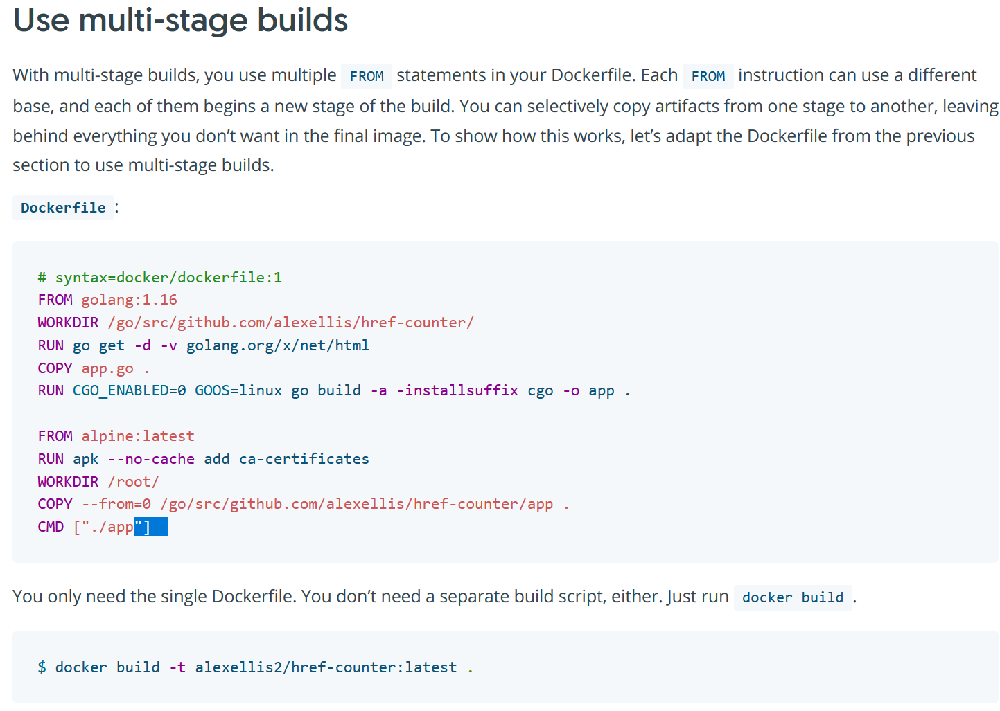 Use multi-stage builds
With multi-stage builds, you use multiple FROM statements in your Dockerfile. Each FROM instruction can use a different
base, and each of them begins a new stage of the build. You can selectively copy artifacts from one stage to another, leaving
behind everything you don’t want in the final image. To show how this works, let’s adapt the Dockerfile from the previous
section to use multi-stage builds.
Dockerfile:
# syntax=docker/dockerfile:1
FROM golang:1.16
WORKDIR /go/src/github.com/alexellis/href-counter/
RUN go get -d -v golang.org/x/net/html
COPY app.go .
RUN CGO_ENABLED=0 GOOS=linux go build -a -installsuffix cgo -o app .
FROM alpine:latest
RUN apk --no-cache add ca-certificates
WORKDIR /root/
COPY --from=0 /go/src/github.com/alexellis/href-counter/app .
CMD ["./app"]
You only need the single Dockerfile. You don’t need a separate build script, either. Just run docker build.
$ docker build -t alexellis2/href-counter:latest .